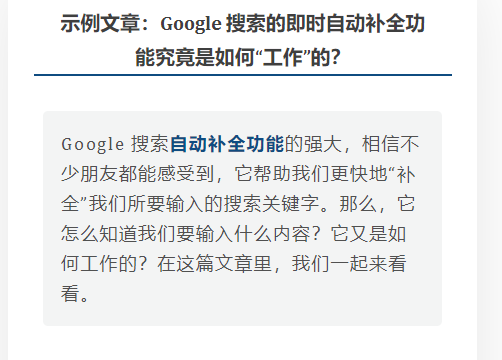 示例文章：Google 搜索的即时自动补全功
能究竟是如何“工作”的？
Google 搜索自动补全功能的强大，相信不
少朋友都能感受到，它帮助我们更快地“补
全”我们所要输入的搜索关键字。那么，它
怎么知道我们要输入什么内容？它又是如
何工作的？在这篇文章里，我们一起来看
看。